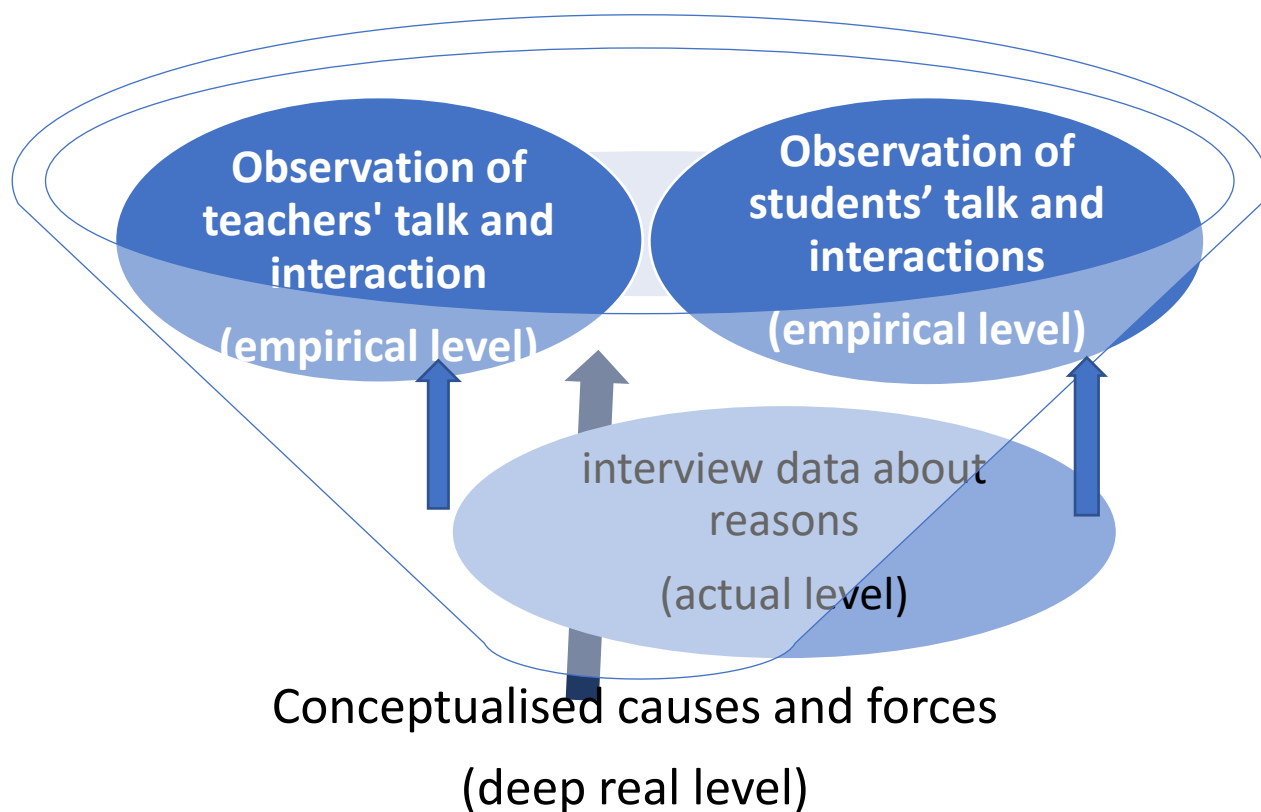 Observation of
teachers' talk and
interaction
(empirical level)
Observation of
students’ talk and
interactions
(empirical level)
interview data about
reasons
(actual level)
Conceptualised causes and forces
(deep real level)